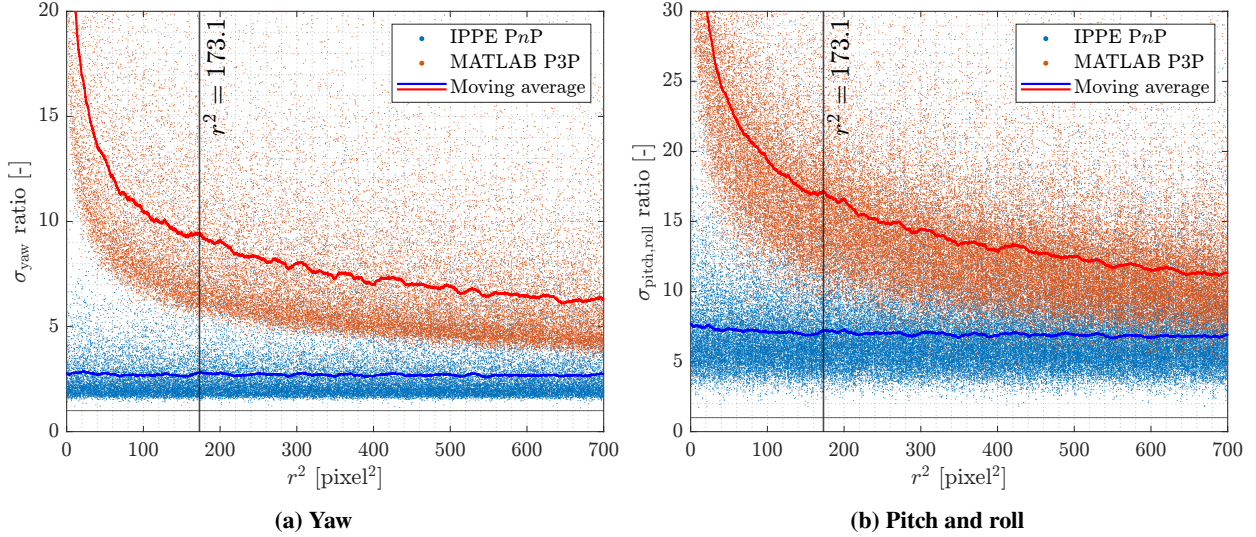 20
15
10
5
0
σyaw ratio [-]
0 100 200 300 400 500 600 700
r² [pixel²]
r² = 173.1
IPPE PnP
MATLAB P3P
Moving average
(a) Yaw
30
25
20
15
10
5
0
σpitch,roll ratio [-]
0 100 200 300 400 500 600 700
r² [pixel²]
r² = 173.1
IPPE PnP
MATLAB P3P
Moving average
(b) Pitch and roll